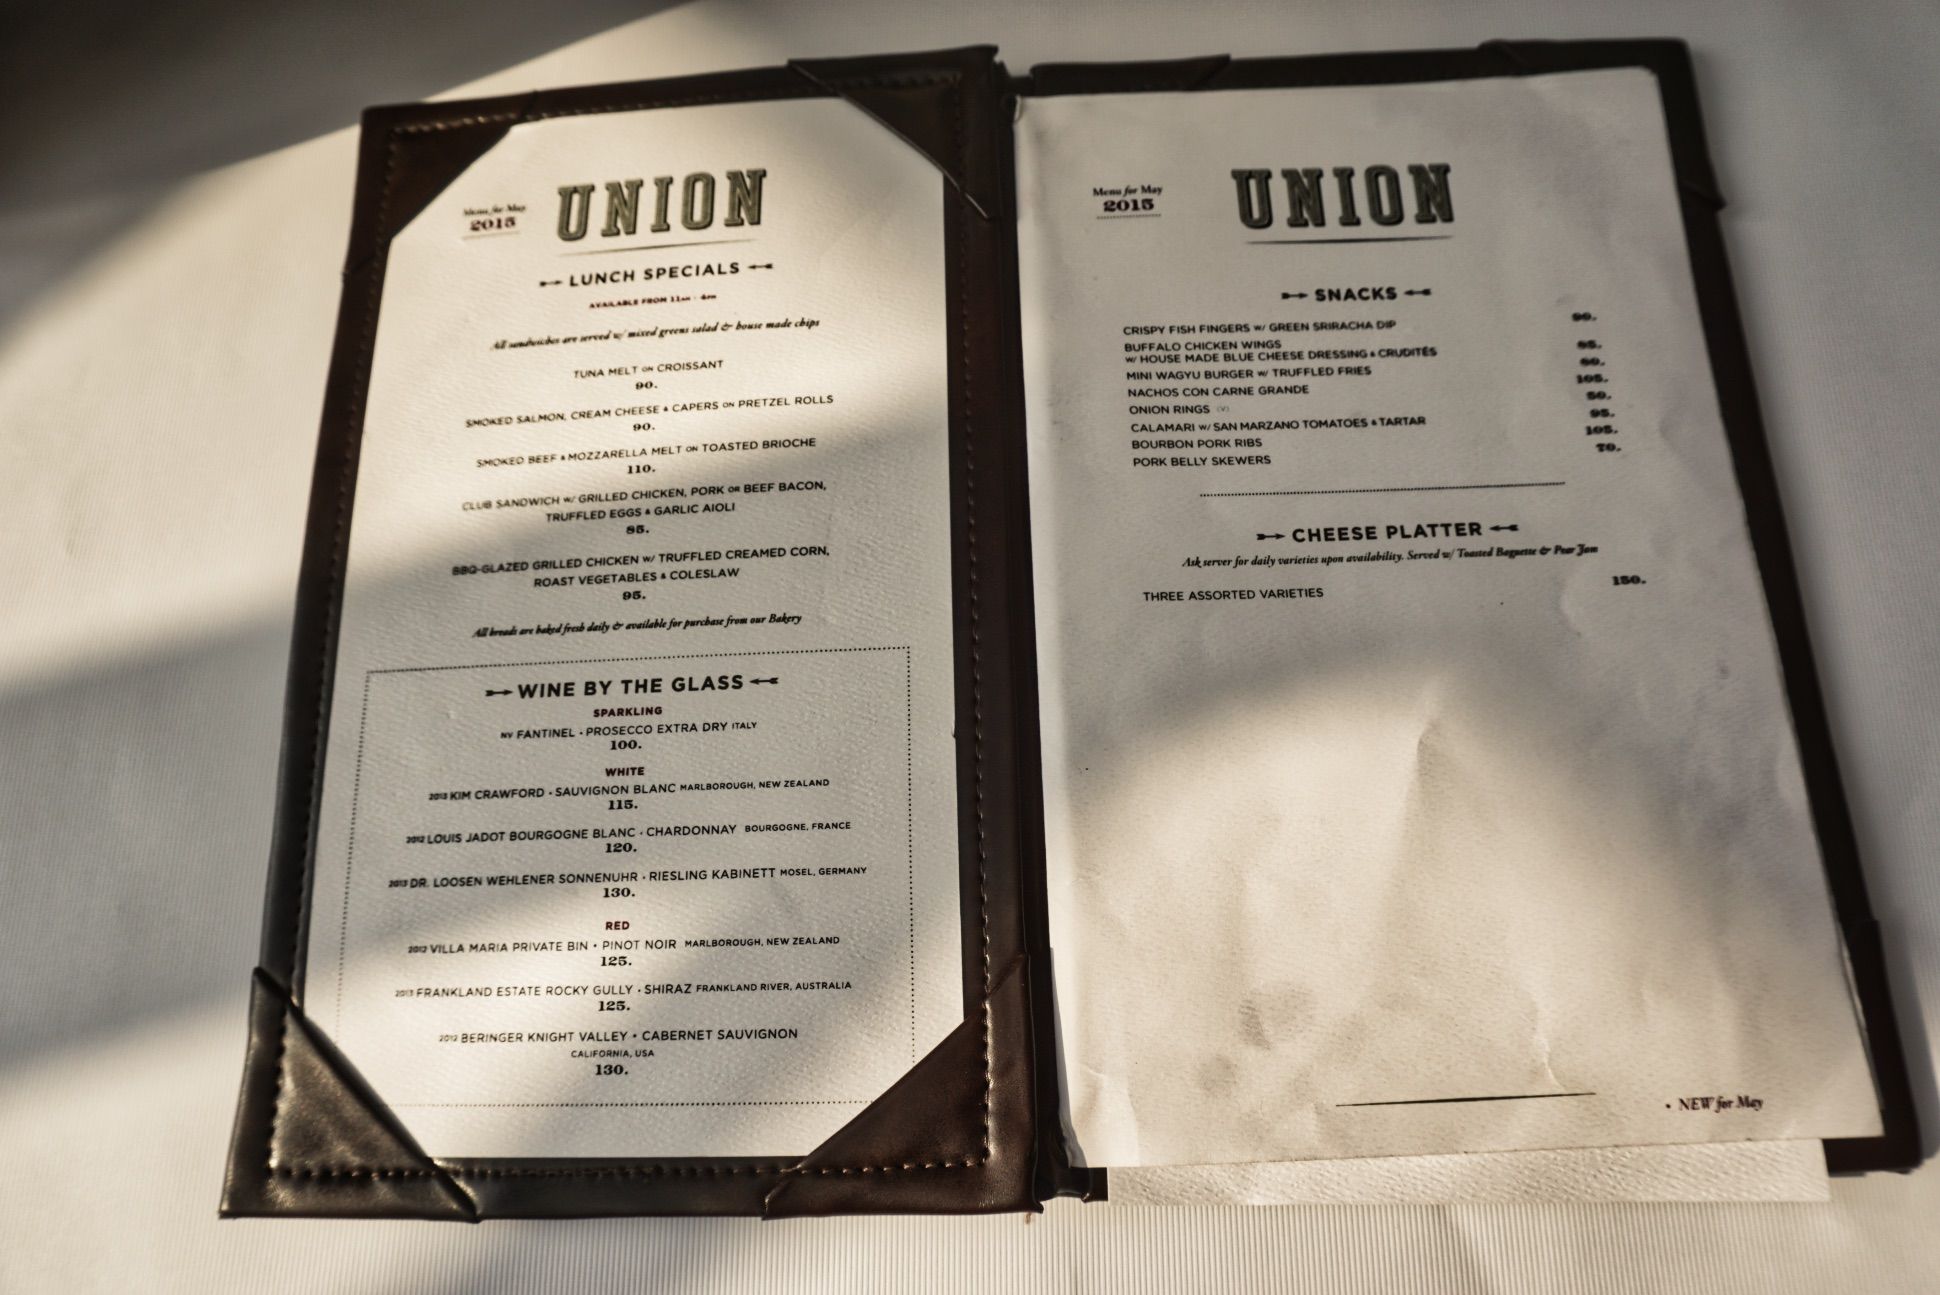 Menu for May
2015
UNION
LUNCH SPECIALS
AVAILABLE FROM 11AM - 4PM
All sandwiches are served w/ mixed greens salad & house made chips
TUNA MELT ON CROISSANT
90.
SMOKED SALMON, CREAM CHEESE & CAPERS ON PRETZEL ROLLS
90.
SMOKED BEEF & MOZZARELLA MELT ON TOASTED BRIOCHE
110.
CLUB SANDWICH W/ GRILLED CHICKEN, PORK OR BEEF BACON,
TRUFFLED EGGS & GARLIC AIOLI
85.
BBQ-GLAZED GRILLED CHICKEN W/ TRUFFLED CREAMED CORN,
ROAST VEGETABLES & COLESLAW
95.
All breads are baked fresh daily & available for purchase from our Bakery
WINE BY THE GLASS
SPARKLING
NV FANTINEL • PROSECCO EXTRA DRY ITALY
100.
WHITE
2013 KIM CRAWFORD • SAUVIGNON BLANC MARLBOROUGH, NEW ZEALAND
115.
2012 LOUIS JADOT BOURGOGNE BLANC • CHARDONNAY BOURGOGNE, FRANCE
120.
2013 DR. LOOSEN WEHLENER SONNENUHR • RIESLING KABINETT MOSEL, GERMANY
130.
RED
2012 VILLA MARIA PRIVATE BIN • PINOT NOIR MARLBOROUGH, NEW ZEALAND
125.
2013 FRANKLAND ESTATE ROCKY GULLY • SHIRAZ FRANKLAND RIVER, AUSTRALIA
125.
2012 BERINGER KNIGHT VALLEY • CABERNET SAUVIGNON
CALIFORNIA, USA
130.
Menu for May
2015
UNION
SNACKS
CRISPY FISH FINGERS W/ GREEN SRIRACHA DIP
BUFFALO CHICKEN WINGS
W/ HOUSE MADE BLUE CHEESE DRESSING & CRUDITÉS
MINI WAGYU BURGER W/ TRUFFLED FRIES
NACHOS CON CARNE GRANDE 105.
ONION RINGS (V)
CALAMARI W/ SAN MARZANO TOMATOES & TARTAR 95.
BOURBON PORK RIBS 105.
PORK BELLY SKEWERS 70.
CHEESE PLATTER
Ask server for daily varieties upon availability. Served w/ Toasted Baguette & Pear Jam
THREE ASSORTED VARIETIES 150.
• NEW for May